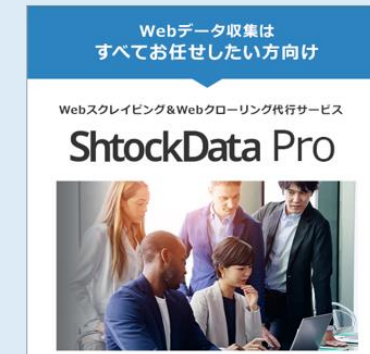 Webデータ収集は
すべてお任せしたい方向け
Webスクレイピング&Webクローリング代行サービス
ShtockData Pro